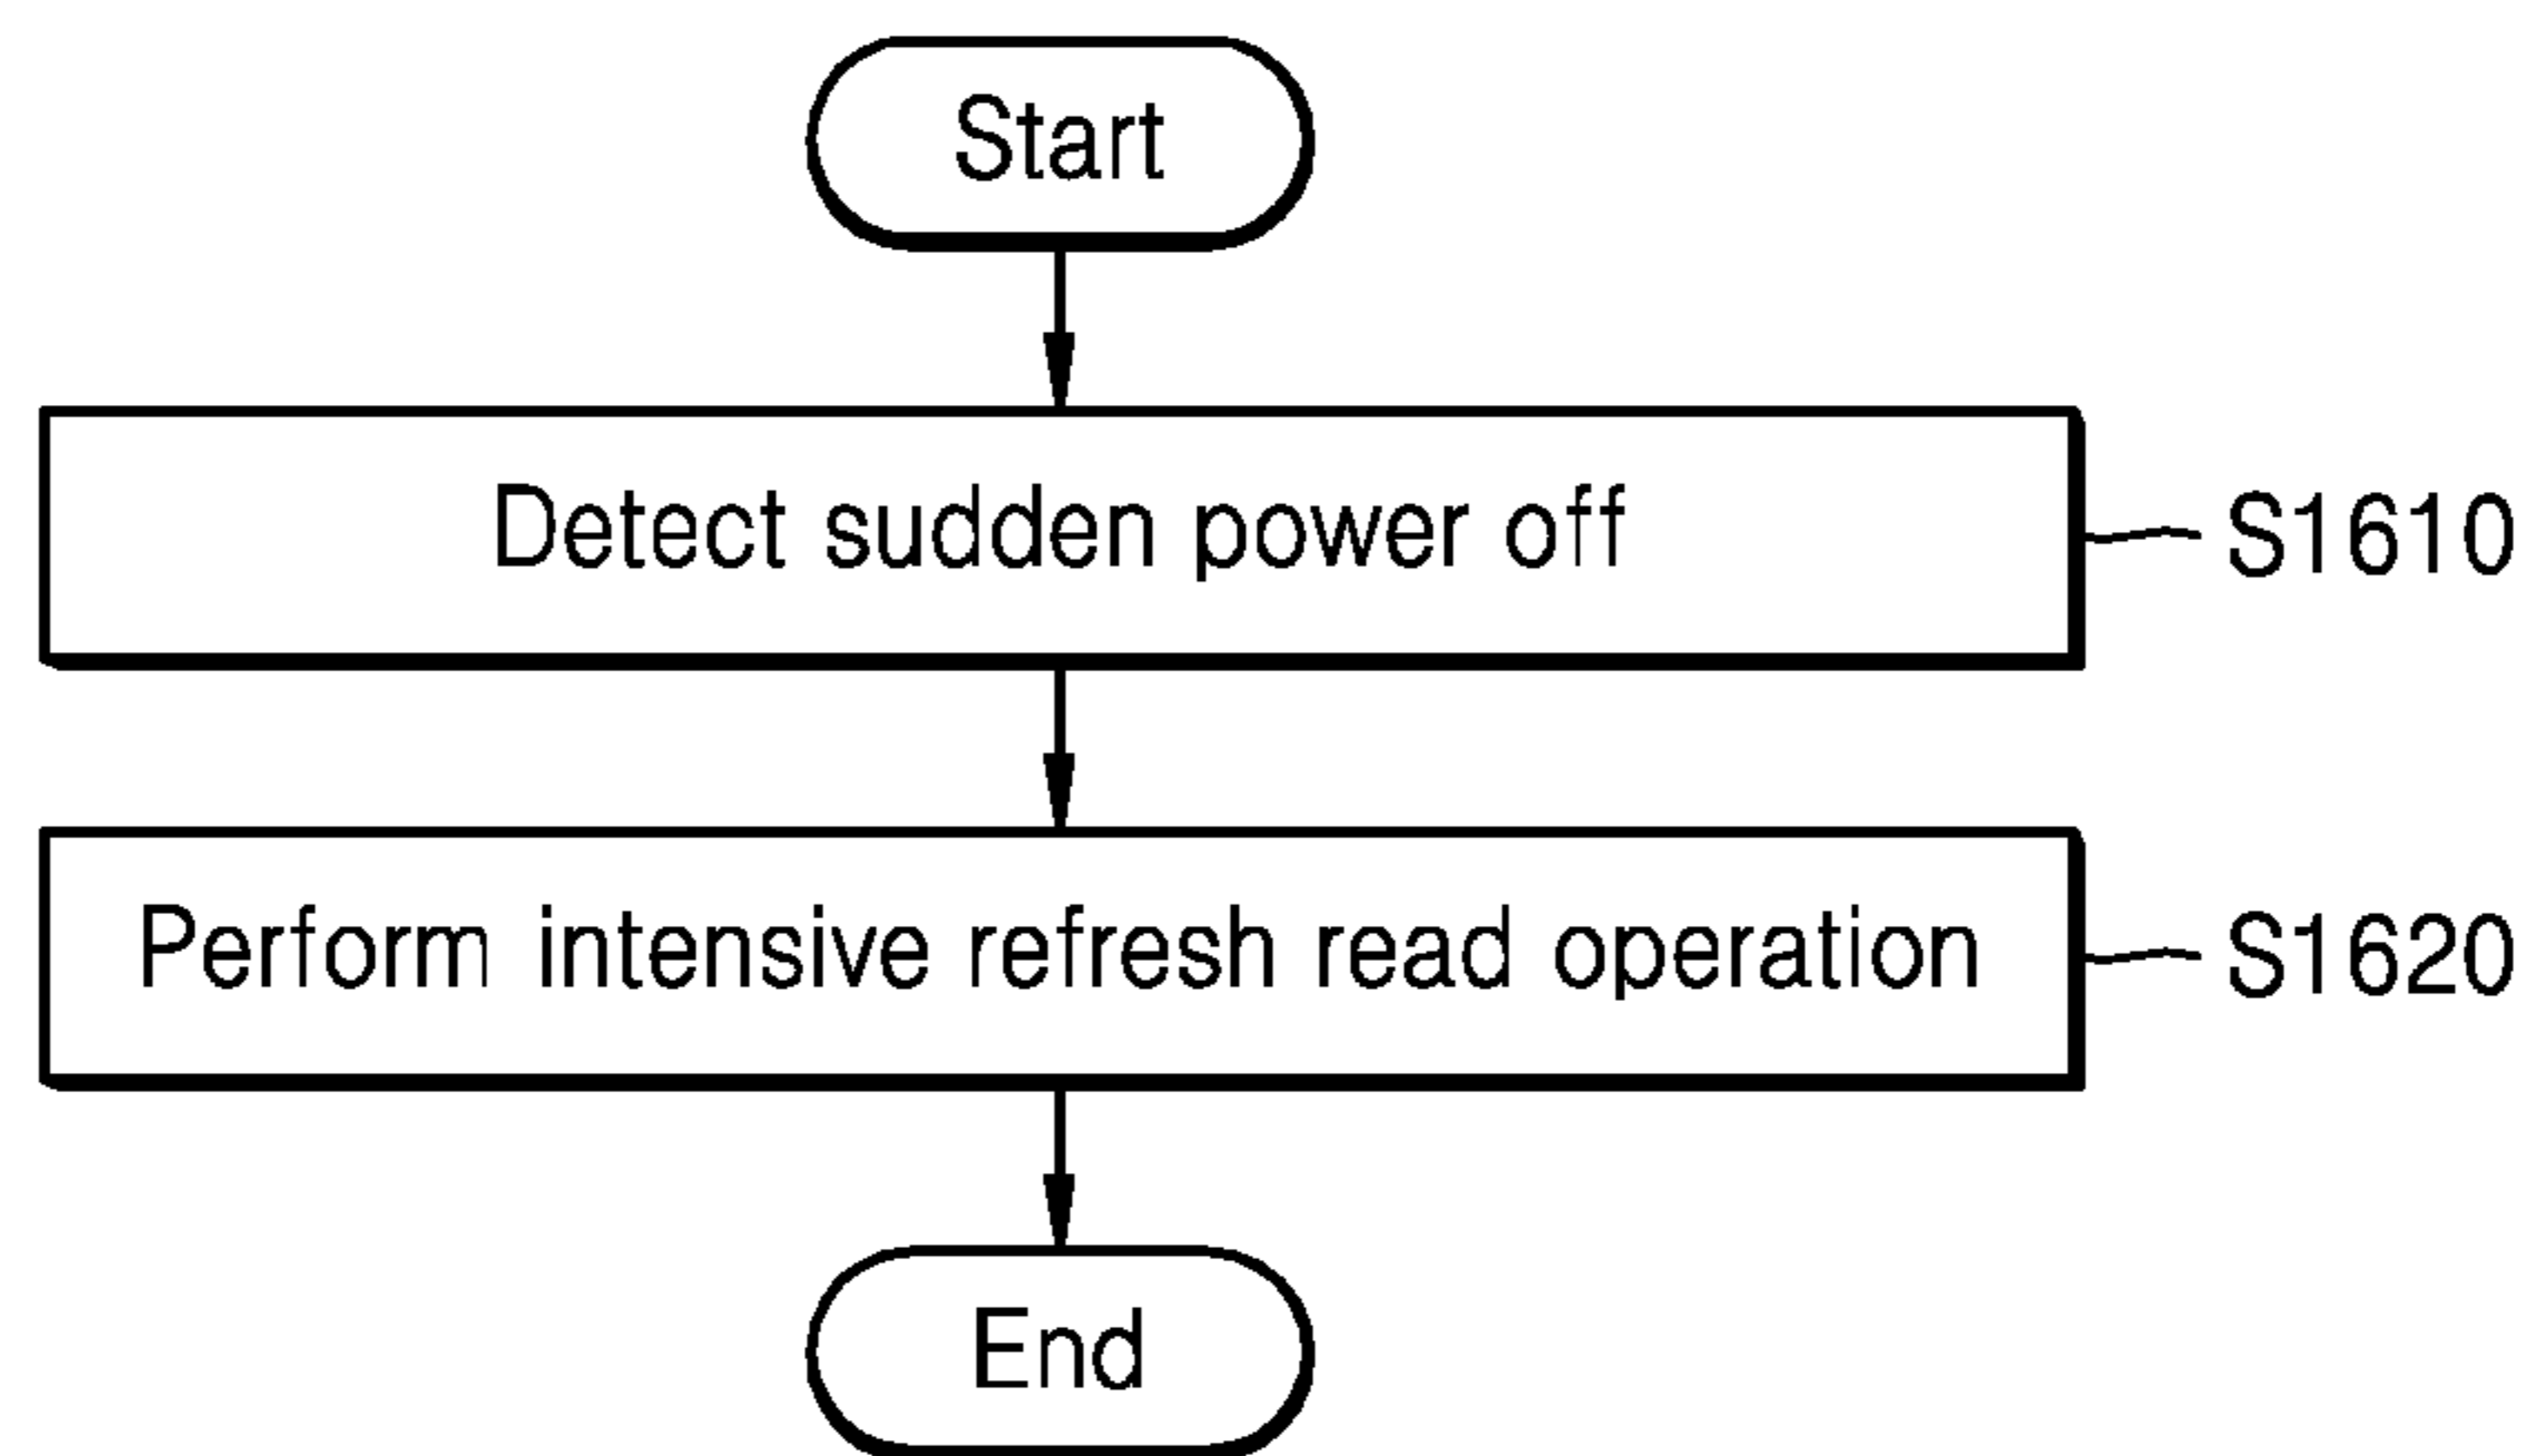 Start
Detect sudden power off
S1610
Perform intensive refresh read operation
S1620
End